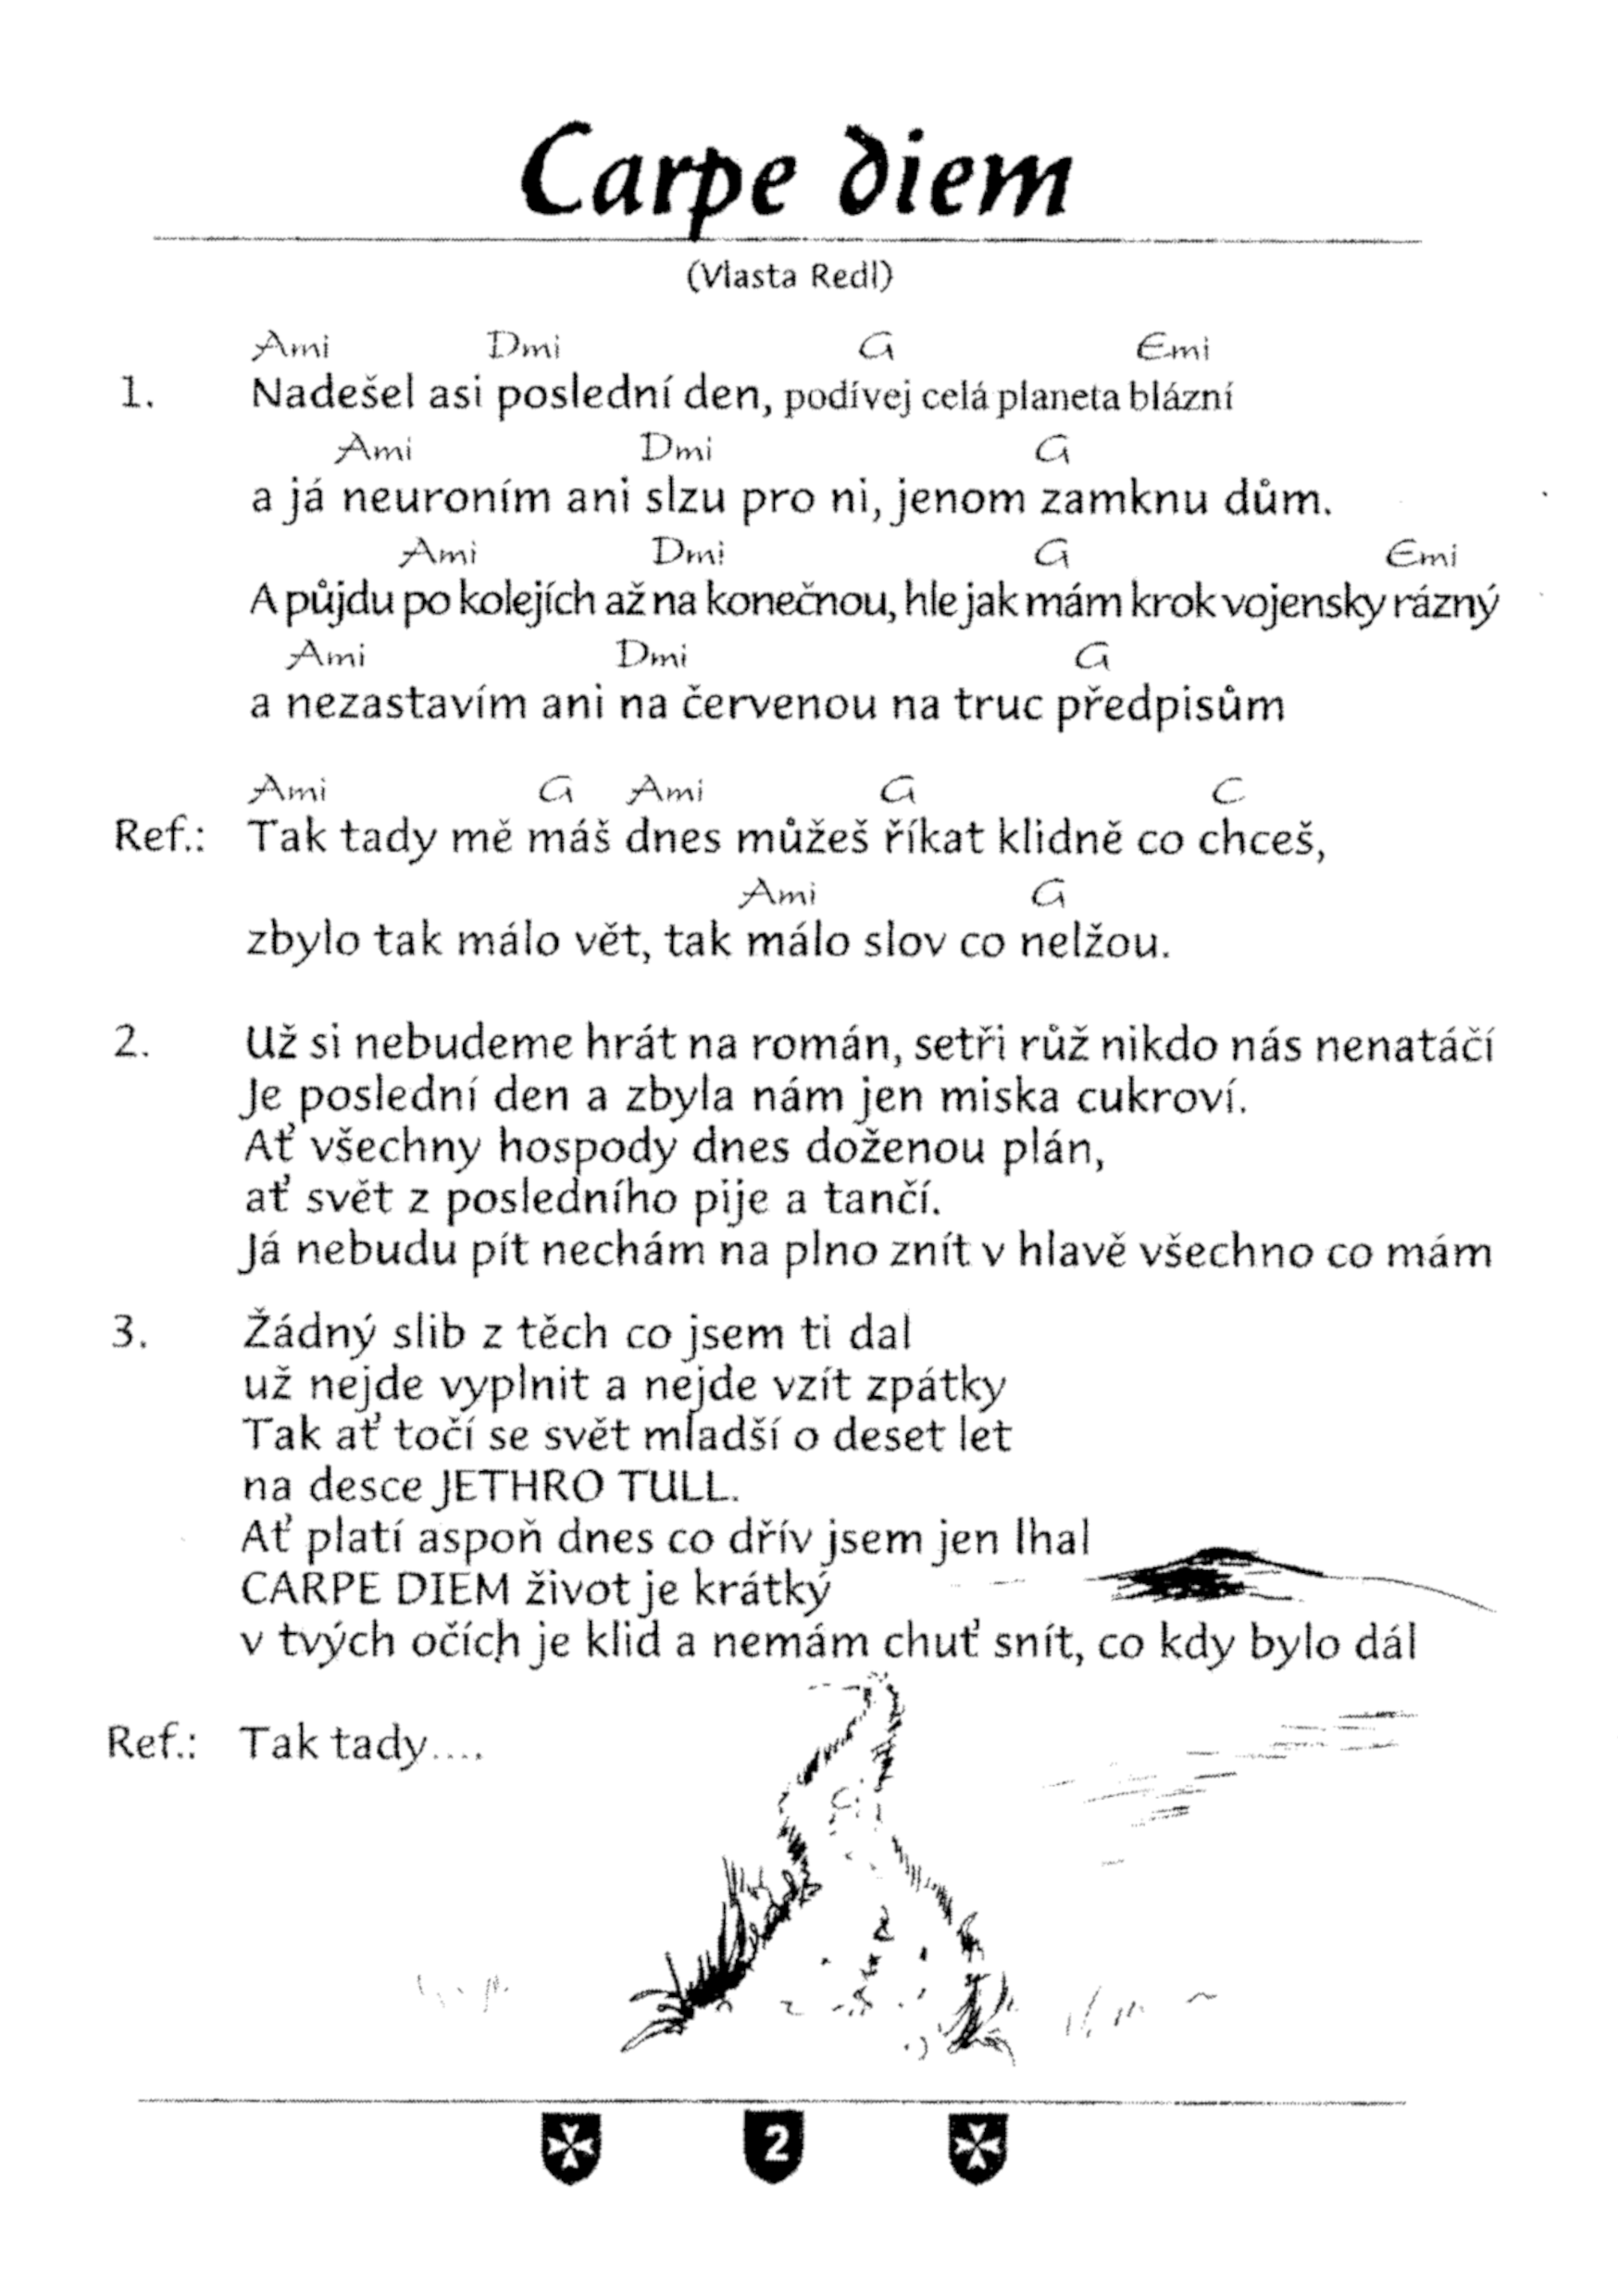 Carpe diem
(Vlasta Redl)
Ami Dmi G Emi
1. Nadešel asi poslední den, podívej celá planeta blázní
Ami Dmi G
a já neuroním ani slzu pro ni, jenom zamknu dům.
Ami Dmi G Emi
A půjdu po kolejích až na konečnou, hle jak mám krok vojensky rázný
Ami Dmi G
a nezastavím ani na červenou na truc předpisům
Ami G Ami G C
Ref.: Tak tady mě máš dnes můžeš říkat klidně co chceš,
Ami G
zbylo tak málo vět, tak málo slov co nelžou.
2. Už si nebudeme hrát na román, setři růž nikdo nás nenatáčí
Je poslední den a zbyla nám jen miska cukroví.
Ať všechny hospody dnes doženou plán,
ať svět z posledního pije a tančí.
Já nebudu pít nechám na plno znít v hlavě všechno co mám
3. Žádný slib z těch co jsem ti dal
už nejde vyplnit a nejde vzít zpátky
Tak ať točí se svět mladší o deset let
na desce JETHRO TULL.
Ať platí aspoň dnes co dřív jsem jen lhal
CARPE DIEM život je krátký
v tvých očích je klid a nemám chuť snít, co kdy bylo dál
Ref.: Tak tady....
2